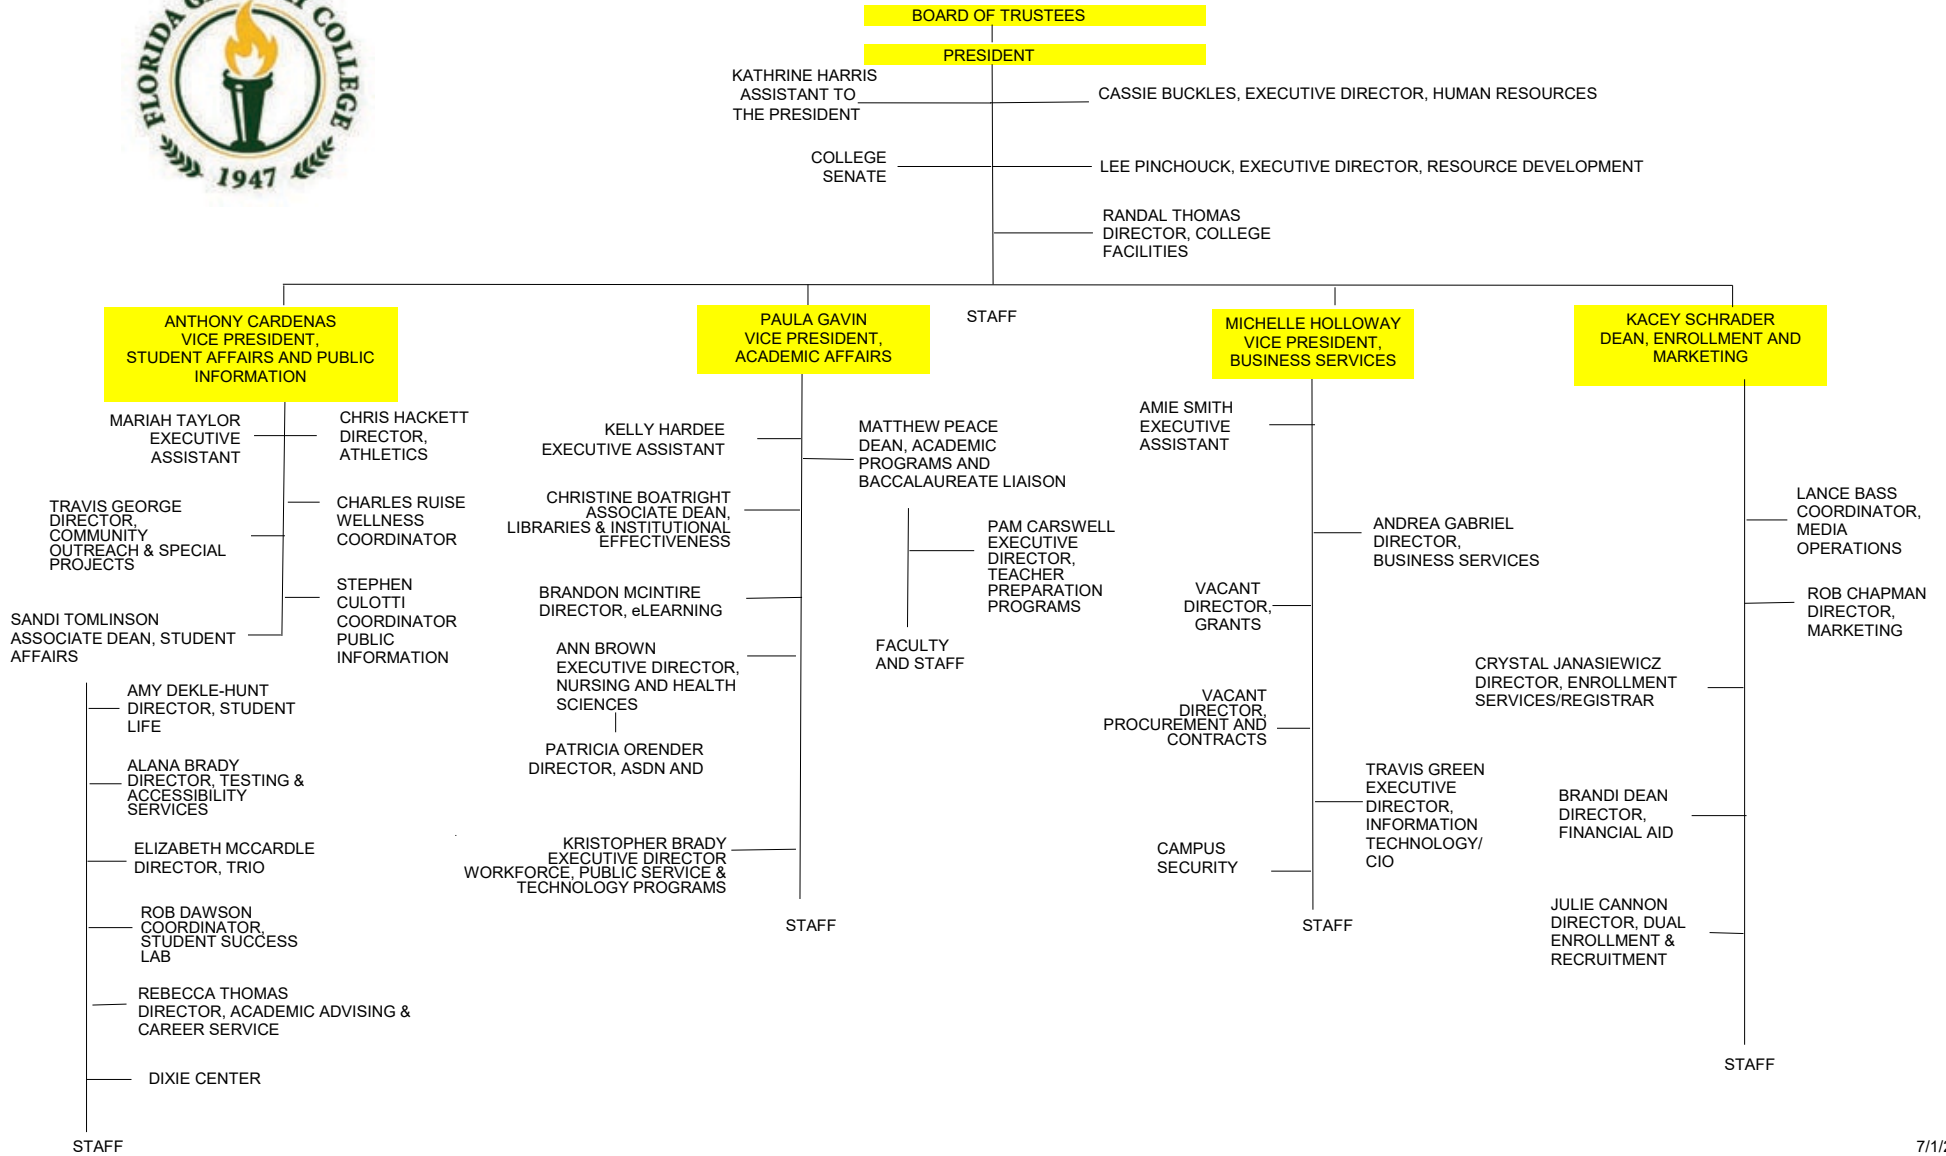 FLORIDA COLLEGE
1947
BOARD OF TRUSTEES
PRESIDENT
KATHRINE HARRIS
ASSISTANT TO
THE PRESIDENT
CASSIE BUCKLES, EXECUTIVE DIRECTOR, HUMAN RESOURCES
COLLEGE
SENATE
LEE PINCHOUCK, EXECUTIVE DIRECTOR, RESOURCE DEVELOPMENT
RANDAL THOMAS
DIRECTOR, COLLEGE
FACILITIES
STAFF
ANTHONY CARDENAS
VICE PRESIDENT,
STUDENT AFFAIRS AND PUBLIC
INFORMATION
MARIAH TAYLOR
EXECUTIVE
ASSISTANT
CHRIS HACKETT
DIRECTOR,
ATHLETICS
TRAVIS GEORGE
DIRECTOR,
COMMUNITY
OUTREACH & SPECIAL
PROJECTS
CHARLES RUISE
WELLNESS
COORDINATOR
STEPHEN
CULOTTI
COORDINATOR
PUBLIC
INFORMATION
SANDI TOMLINSON
ASSOCIATE DEAN, STUDENT
AFFAIRS
AMY DEKLE-HUNT
DIRECTOR, STUDENT
LIFE
ALANA BRADY
DIRECTOR, TESTING &
ACCESSIBILITY
SERVICES
ELIZABETH MCCARDLE
DIRECTOR, TRIO
ROB DAWSON
COORDINATOR,
STUDENT SUCCESS
LAB
REBECCA THOMAS
DIRECTOR, ACADEMIC ADVISING &
CAREER SERVICE
DIXIE CENTER
STAFF
PAULA GAVIN
VICE PRESIDENT,
ACADEMIC AFFAIRS
KELLY HARDEE
EXECUTIVE ASSISTANT
MATTHEW PEACE
DEAN, ACADEMIC
PROGRAMS AND
BACCALAUREATE LIAISON
CHRISTINE BOATRIGHT
ASSOCIATE DEAN,
LIBRARIES & INSTITUTIONAL
EFFECTIVENESS
PAM CARSWELL
EXECUTIVE
DIRECTOR,
TEACHER
PREPARATION
PROGRAMS
BRANDON MCINTIRE
DIRECTOR, eLEARNING
FACULTY
AND STAFF
ANN BROWN
EXECUTIVE DIRECTOR,
NURSING AND HEALTH
SCIENCES
PATRICIA ORENDER
DIRECTOR, ASDN AND
KRISTOPHER BRADY
EXECUTIVE DIRECTOR
WORKFORCE, PUBLIC SERVICE &
TECHNOLOGY PROGRAMS
STAFF
MICHELLE HOLLOWAY
VICE PRESIDENT,
BUSINESS SERVICES
AMIE SMITH
EXECUTIVE
ASSISTANT
ANDREA GABRIEL
DIRECTOR,
BUSINESS SERVICES
VACANT
DIRECTOR,
GRANTS
VACANT
DIRECTOR,
PROCUREMENT AND
CONTRACTS
TRAVIS GREEN
EXECUTIVE
DIRECTOR,
INFORMATION
TECHNOLOGY/
CIO
CAMPUS
SECURITY
STAFF
KACEY SCHRADER
DEAN, ENROLLMENT AND
MARKETING
LANCE BASS
COORDINATOR,
MEDIA
OPERATIONS
ROB CHAPMAN
DIRECTOR,
MARKETING
CRYSTAL JANASIEWICZ
DIRECTOR, ENROLLMENT
SERVICES/REGISTRAR
BRANDI DEAN
DIRECTOR,
FINANCIAL AID
JULIE CANNON
DIRECTOR, DUAL
ENROLLMENT &
RECRUITMENT
STAFF